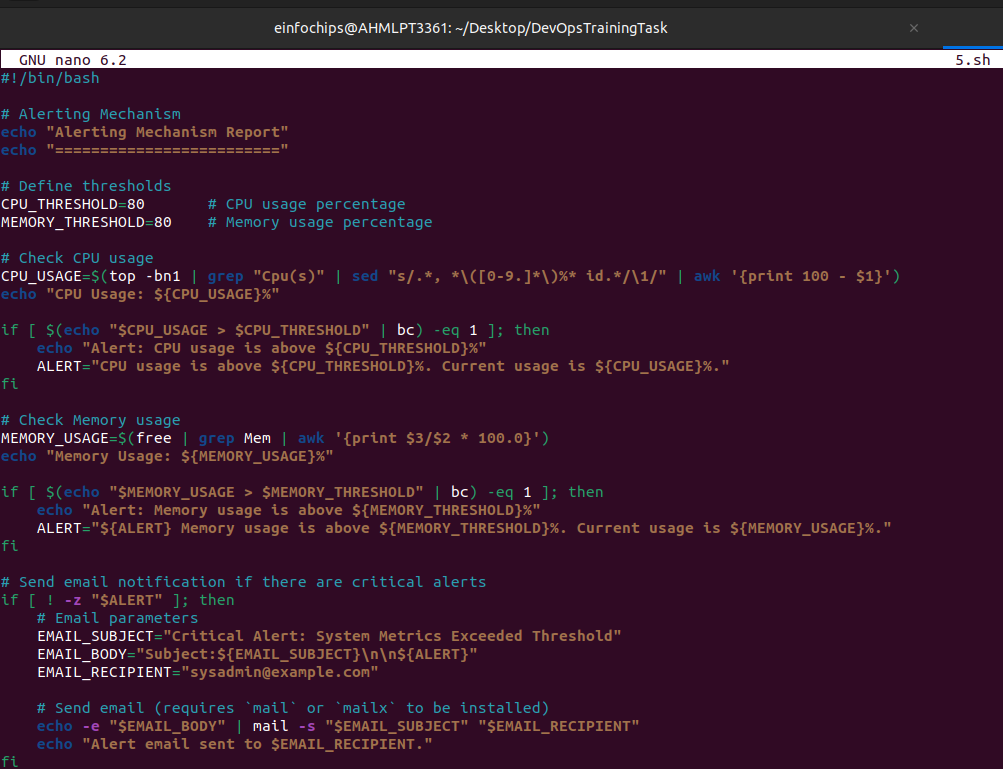 einfochips@AHMLPT3361: ~/Desktop/DevOpsTrainingTask ×
GNU nano 6.2 5.sh
#!/bin/bash

# Alerting Mechanism
echo "Alerting Mechanism Report"
echo "========================="

# Define thresholds
CPU_THRESHOLD=80       # CPU usage percentage
MEMORY_THRESHOLD=80    # Memory usage percentage

# Check CPU usage
CPU_USAGE=$(top -bn1 | grep "Cpu(s)" | sed "s/.*, *\([0-9.]*\)%* id.*/\1/" | awk '{print 100 - $1}')
echo "CPU Usage: ${CPU_USAGE}%"

if [ $(echo "$CPU_USAGE > $CPU_THRESHOLD" | bc) -eq 1 ]; then
    echo "Alert: CPU usage is above ${CPU_THRESHOLD}%"
    ALERT="CPU usage is above ${CPU_THRESHOLD}%. Current usage is ${CPU_USAGE}%."
fi

# Check Memory usage
MEMORY_USAGE=$(free | grep Mem | awk '{print $3/$2 * 100.0}')
echo "Memory Usage: ${MEMORY_USAGE}%"

if [ $(echo "$MEMORY_USAGE > $MEMORY_THRESHOLD" | bc) -eq 1 ]; then
    echo "Alert: Memory usage is above ${MEMORY_THRESHOLD}%"
    ALERT="${ALERT} Memory usage is above ${MEMORY_THRESHOLD}%. Current usage is ${MEMORY_USAGE}%."
fi

# Send email notification if there are critical alerts
if [ ! -z "$ALERT" ]; then
    # Email parameters
    EMAIL_SUBJECT="Critical Alert: System Metrics Exceeded Threshold"
    EMAIL_BODY="Subject:${EMAIL_SUBJECT}\n\n${ALERT}"
    EMAIL_RECIPIENT="sysadmin@example.com"

    # Send email (requires `mail` or `mailx` to be installed)
    echo -e "$EMAIL_BODY" | mail -s "$EMAIL_SUBJECT" "$EMAIL_RECIPIENT"
    echo "Alert email sent to $EMAIL_RECIPIENT."
fi